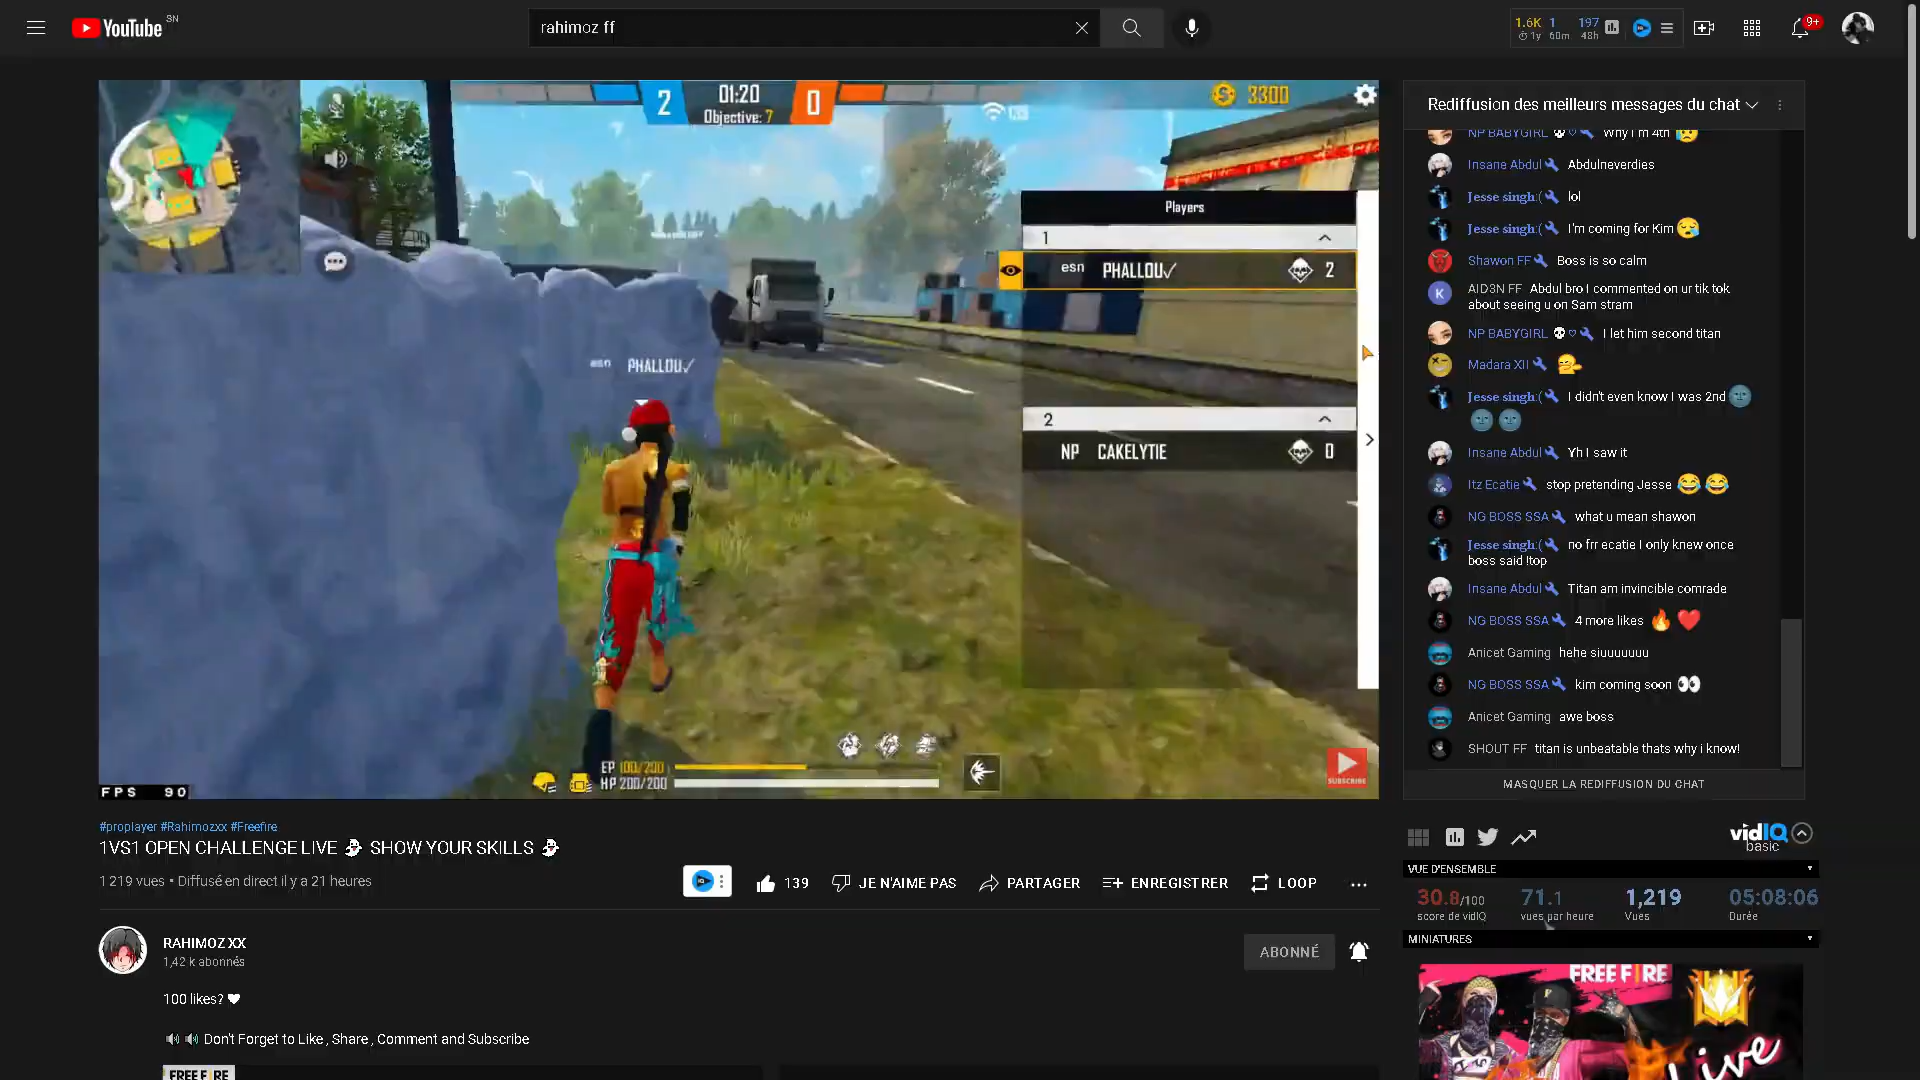 YouTube SN
rahimoz ff
1.6K 1 197
1y 60m 48h
9+
2 01:20 0
Objective: 7
3300
Players
1
esn PHALLOU✓ 2
2
NP CAKELYTIE 0
esn PHALLOU✓
EP 100/200
HP 200/200
FPS 90
SUBSCRIBE
Rediffusion des meilleurs messages du chat
NP BABYGIRL 💀♡ Why I'm 4th 😢
Insane Abdul Abdulneverdies
Jesse singh:( lol
Jesse singh:( I'm coming for Kim 😪
Shawon FF Boss is so calm
K AID3N FF Abdul bro I commented on ur tik tok
about seeing u on Sam stram
NP BABYGIRL 💀♡ I let him second titan
Madara XII
Jesse singh:( I didn't even know I was 2nd 🌚
🌚 🌚
Insane Abdul Yh I saw it
Itz Ecatie stop pretending Jesse 😂 😂
NG BOSS SSA what u mean shawon
Jesse singh:( no frr ecatie I only knew once
boss said !top
Insane Abdul Titan am invincible comrade
NG BOSS SSA 4 more likes 🔥 ❤️
Anicet Gaming hehe siuuuuuuu
NG BOSS SSA kim coming soon 👀
Anicet Gaming awe boss
SHOUT FF titan is unbeatable thats why i know!
MASQUER LA REDIFFUSION DU CHAT
#proplayer #Rahimozxx #Freefire
1VS1 OPEN CHALLENGE LIVE 👻 SHOW YOUR SKILLS 👻
1 219 vues • Diffusé en direct il y a 21 heures
139 JE N'AIME PAS PARTAGER ENREGISTRER LOOP ...
RAHIMOZ XX
1,42 k abonnés
ABONNÉ
100 likes? 🖤
🔊 🔊 Don't Forget to Like , Share , Comment and Subscribe
FREE FIRE
vidIQ
basic
VUE D'ENSEMBLE
30.8/100 71.1 1,219 05:08:06
score de vidIQ vues par heure Vues Durée
MINIATURES
FREE FIRE
Live